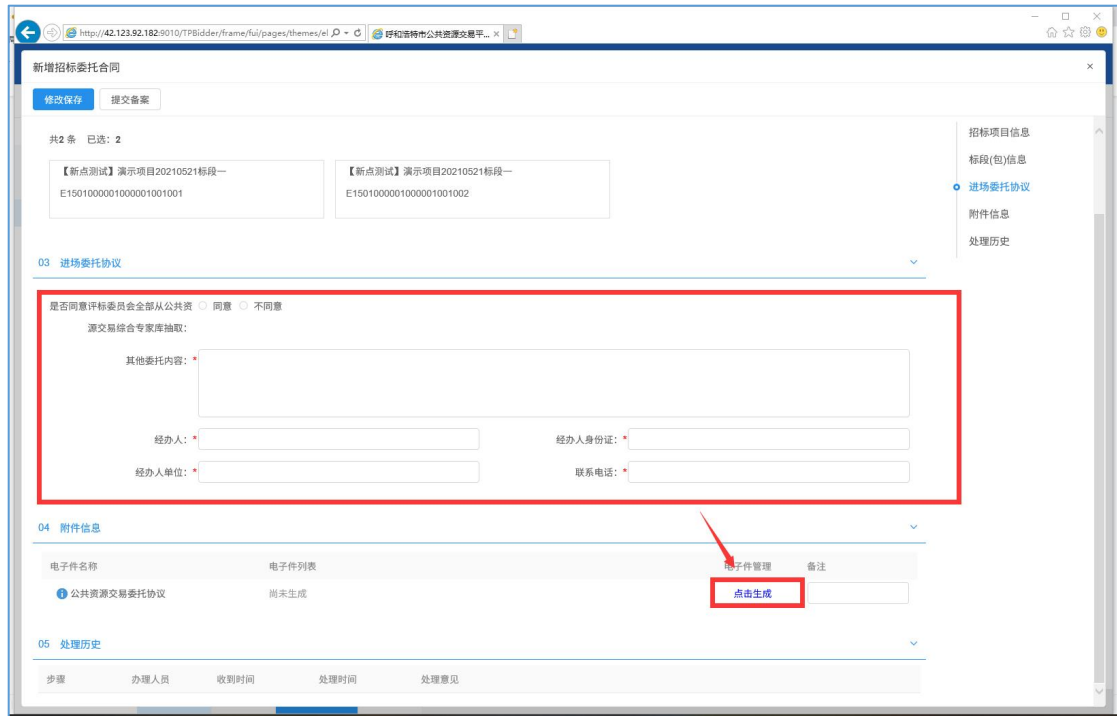 http://42.123.92.182:9010/TPBidder/frame/fui/pages/themes/el
呼和浩特市公共资源交易平...
新增招标委托合同
修改保存 提交备案
共2 条 已选：2
【新点测试】演示项目20210521标段一 【新点测试】演示项目20210521标段一
E1501000001000001001001 E1501000001000001001002
招标项目信息
标段(包)信息
进场委托协议
附件信息
处理历史
03 进场委托协议
是否同意评标委员会全部从公共资 同意 不同意
源交易综合专家库抽取：
其他委托内容：*
经办人：* 经办人身份证：*
经办人单位：* 联系电话：*
04 附件信息
电子件名称 电子件列表 电子件管理 备注
公共资源交易委托协议 尚未生成 点击生成
05 处理历史
步骤 办理人员 收到时间 处理时间 处理意见